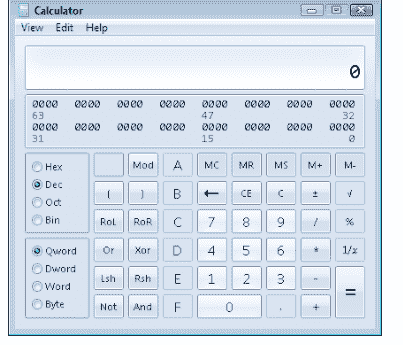 Calculator
View Edit Help
0
0000 0000 0000 0000 0000 0000 0000 0000
63 47 32
0000 0000 0000 0000 0000 0000 0000 0000
31 15 0
Hex Mod A MC MR MS M+ M-
Dec ( ) B ← CE C ± √
Oct
Bin RoL RoR C 7 8 9 / %
Qword Or Xor D 4 5 6 * 1/x
Dword
Word Lsh Rsh E 1 2 3 - =
Byte Not And F 0 . +